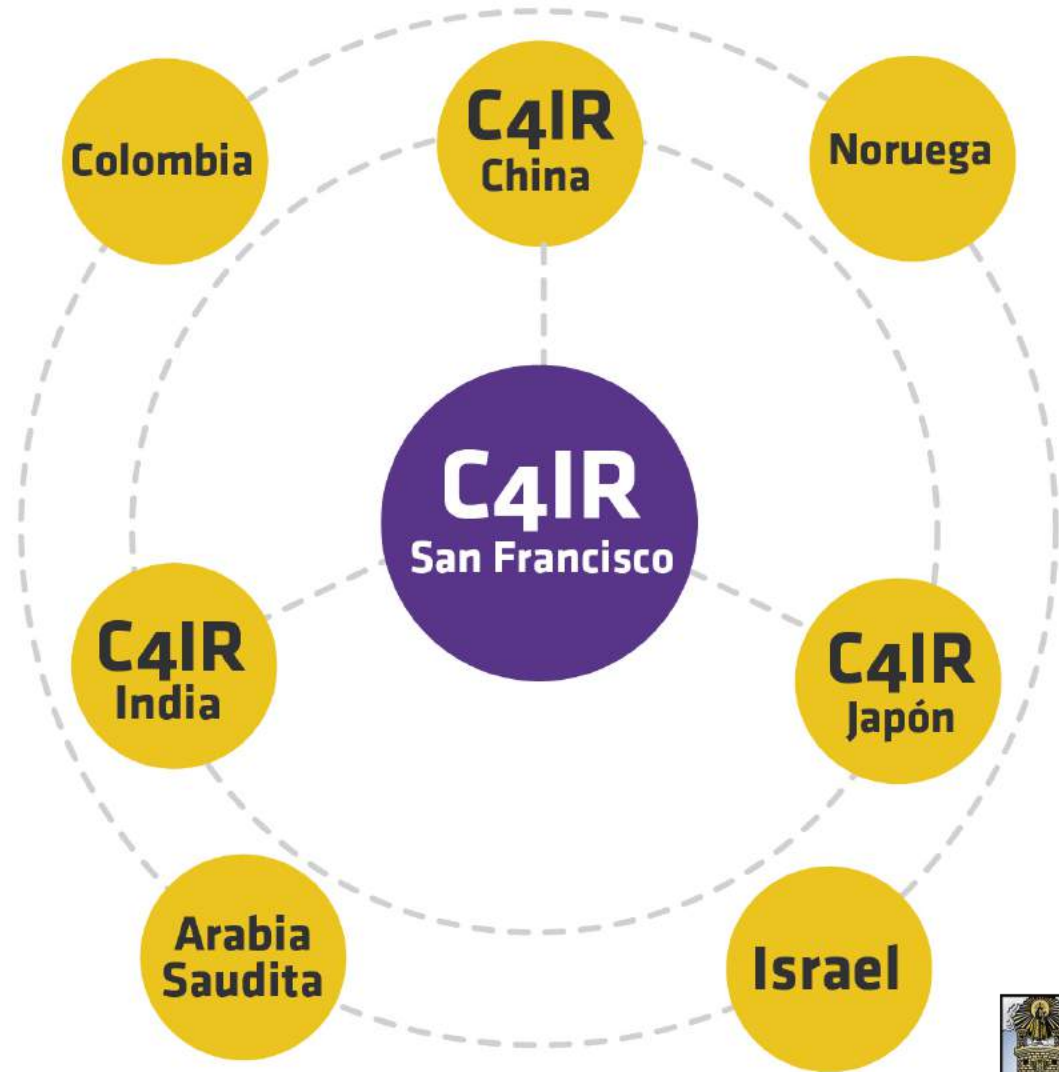 Colombia
C4IR
China
Noruega
C4IR
San Francisco
C4IR
India
C4IR
Japón
Arabia
Saudita
Israel